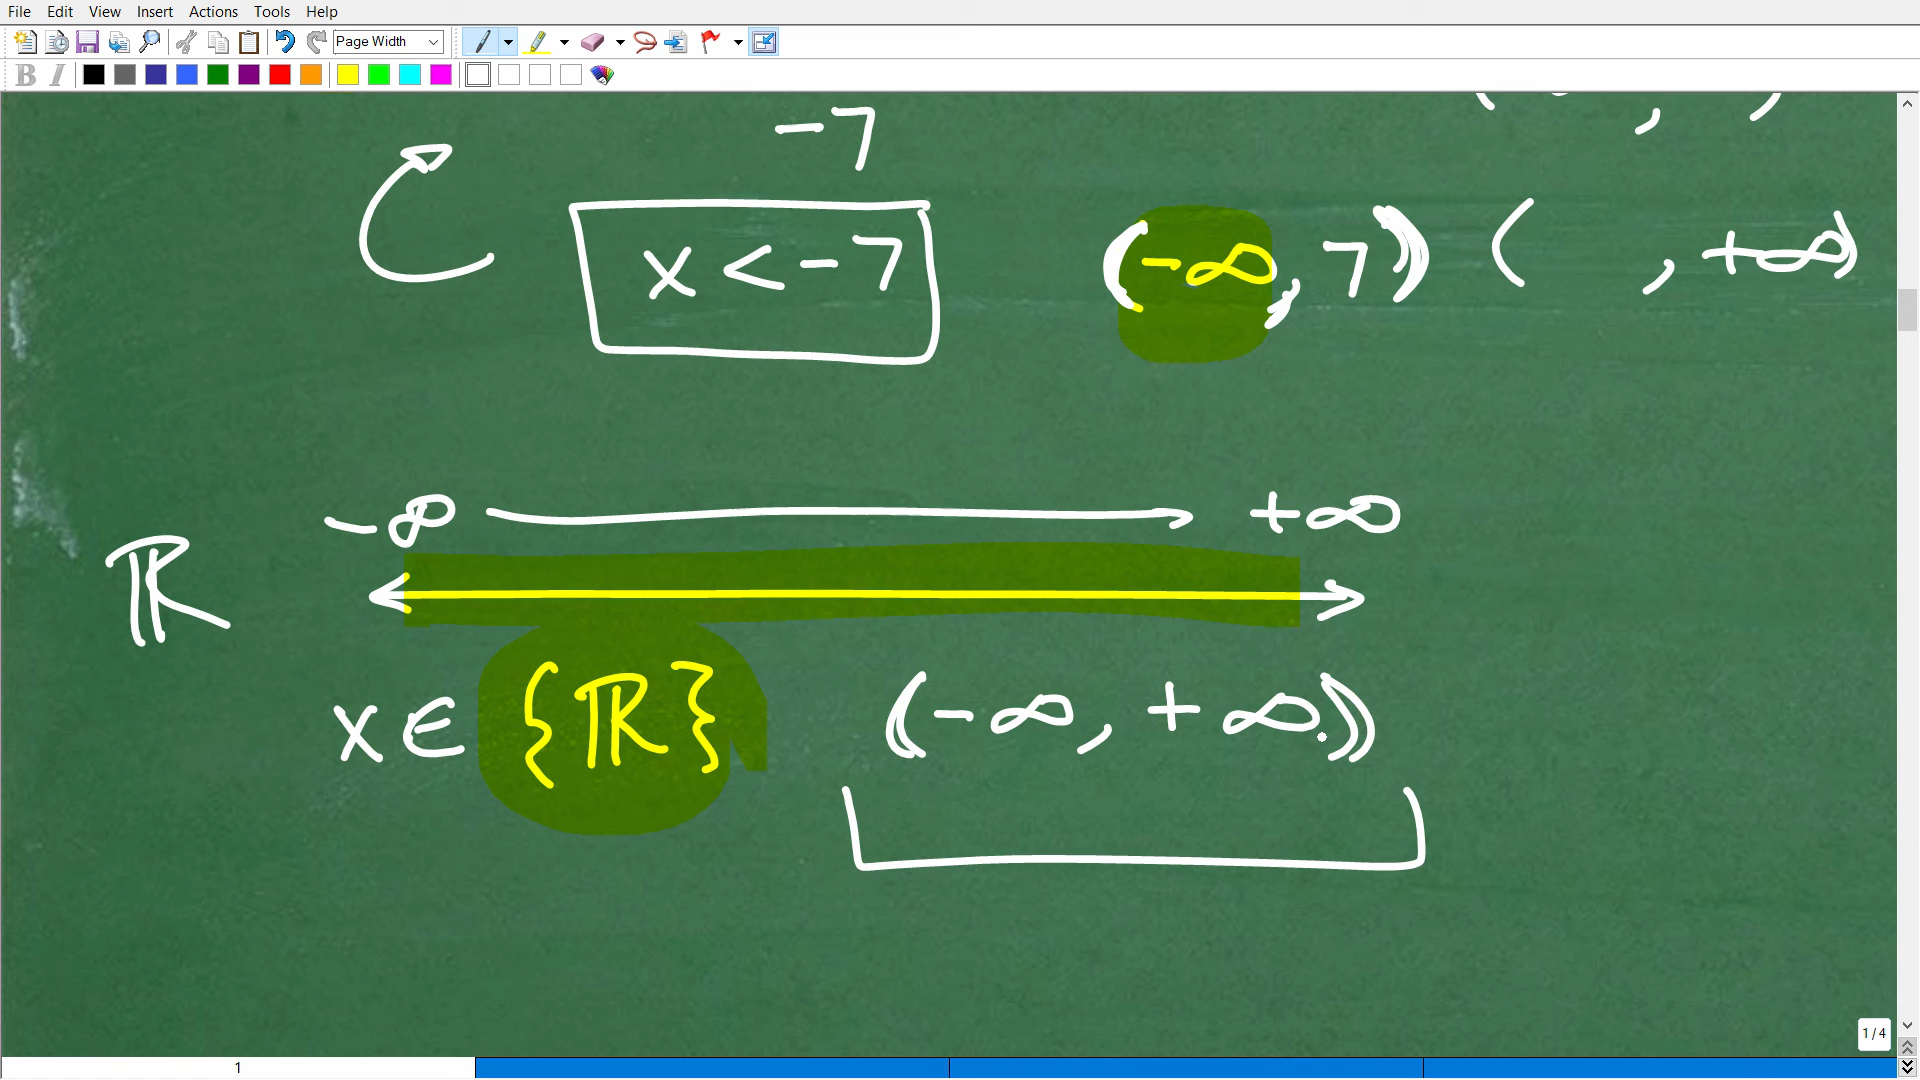 File Edit View Insert Actions Tools Help
Page Width
B I
( , )
-7
x < -7 (-∞, 7) ( , +∞)
-∞ +∞
ℝ
x ∈ {ℝ} (-∞, + ∞)
1 / 4
1